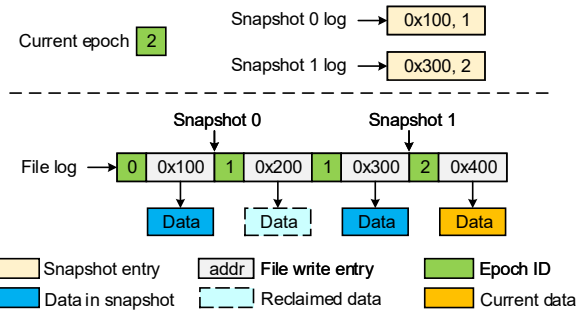 Snapshot 0 log 0x100, 1
Current epoch 2
Snapshot 1 log 0x300, 2
Snapshot 0 Snapshot 1
File log 0 0x100 1 0x200 1 0x300 2 0x400
Data Data Data Data
Snapshot entry addr File write entry Epoch ID
Data in snapshot Reclaimed data Current data